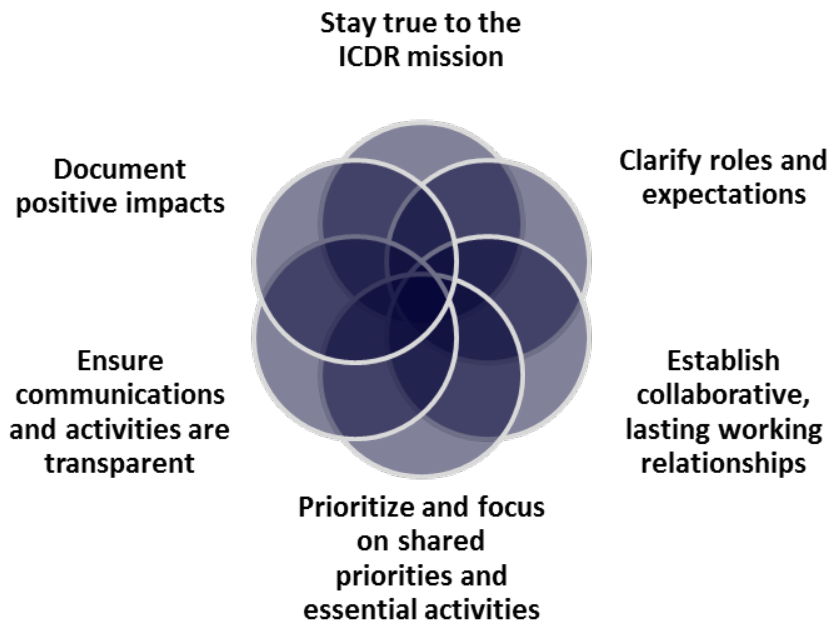 Stay true to the
ICDR mission
Clarify roles and
expectations
Establish
collaborative,
lasting working
relationships
Prioritize and focus
on shared
priorities and
essential activities
Ensure
communications
and activities are
transparent
Document
positive impacts